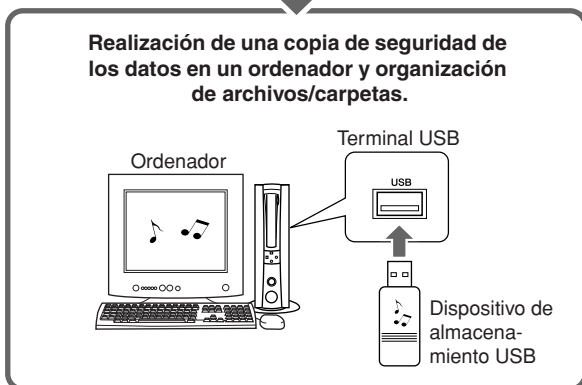 Realización de una copia de seguridad de
los datos en un ordenador y organización
de archivos/carpetas.
Terminal USB
Ordenador
USB
Dispositivo de
almacena-
miento USB